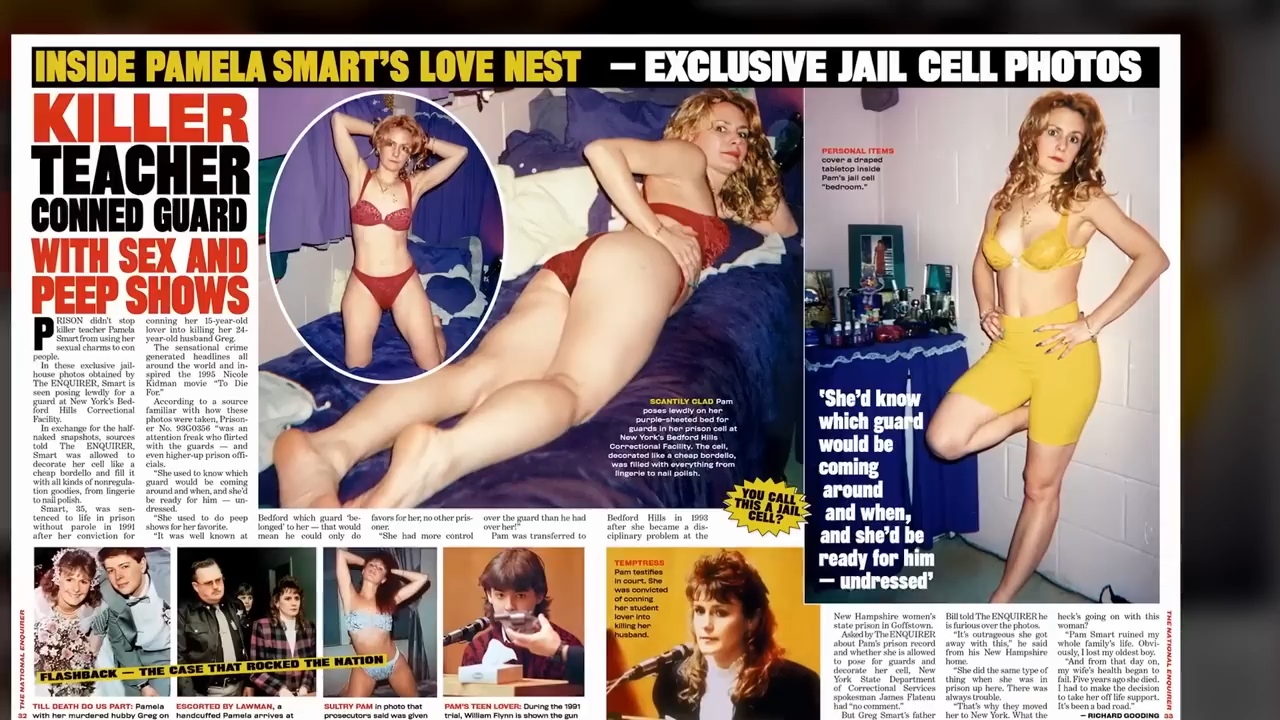 INSIDE PAMELA SMART'S LOVE NEST — EXCLUSIVE JAIL CELL PHOTOS
KILLER
TEACHER
CONNED GUARD
WITH SEX AND
PEEP SHOWS
PRISON didn't stop
killer teacher Pamela
Smart from using her
sexual charms to con
people.
In these exclusive jail-
house photos obtained by
The ENQUIRER, Smart is
seen posing lewdly for a
guard at New York's Bed-
ford Hills Correctional
Facility.
In exchange for the half-
naked snapshots, sources
told The ENQUIRER,
Smart was allowed to
decorate her cell like a
cheap bordello and fill it
with all kinds of nonregula-
tion goodies, from lingerie
to nail polish.
Smart, 35, was sen-
tenced to life in prison
without parole in 1991
after her conviction for
conning her 15-year-old
lover into killing her 24-
year-old husband Greg.
The sensational crime
generated headlines all
around the world and in-
spired the 1995 Nicole
Kidman movie "To Die
For."
According to a source
familiar with how these
photos were taken, Prison-
er No. 93G0356 "was an
attention freak who flirted
with the guards — and
even higher-up prison offi-
cials.
"She used to know which
guard would be coming
around and when, and she'd
be ready for him — un-
dressed.
"She used to do peep
shows for her favorite.
"It was well known at
Bedford which guard 'be-
longed' to her — that would
mean he could only do
favors for her, no other pris-
oner.
"She had more control
over the guard than he had
over her!"
Pam was transferred to
Bedford Hills in 1993
after she became a dis-
ciplinary problem at the
SCANTILY CLAD Pam
poses lewdly on her
purple-sheeted bed for
guards in her prison cell at
New York's Bedford Hills
Correctional Facility. The cell,
decorated like a cheap bordello,
was filled with everything from
lingerie to nail polish.
YOU CALL
THIS A JAIL
CELL?
PERSONAL ITEMS
cover a draped
tabletop inside
Pam's jail cell
"bedroom."
'She'd know
which guard
would be
coming
around
and when,
and she'd be
ready for him
— undressed'
FLASHBACK — THE CASE THAT ROCKED THE NATION
TILL DEATH DO US PART: Pamela
with her murdered hubby Greg on
ESCORTED BY LAWMAN, a
handcuffed Pamela arrives at
SULTRY PAM in photo that
prosecutors said was given
PAM'S TEEN LOVER: During the 1991
trial, William Flynn is shown the gun
TEMPTRESS
Pam testifies
in court. She
was convicted
of conning
her student
lover into
killing her
husband.
New Hampshire women's
state prison in Goffstown.
Asked by The ENQUIRER
about Pam's prison record
and whether she is allowed
to pose for guards and
decorate her cell, New
York State Department
of Correctional Services
spokesman James Flateau
had "no comment."
But Greg Smart's father
Bill told The ENQUIRER he
is furious over the photos.
"It's outrageous she got
away with this," he said
from his New Hampshire
home.
"She did the same type of
thing when she was in
prison up here. There was
always trouble.
"That's why they moved
her to New York. What the
heck's going on with this
woman?
"Pam Smart ruined my
whole family's life. Obvi-
ously, I lost my oldest boy.
"And from that day on,
my wife's health began to
fail. Five years ago she died.
I had to make the decision
to take her off life support.
It's been a bad road."
— RICHARD GOODING
THE NATIONAL ENQUIRER
32
THE NATIONAL ENQUIRER
33